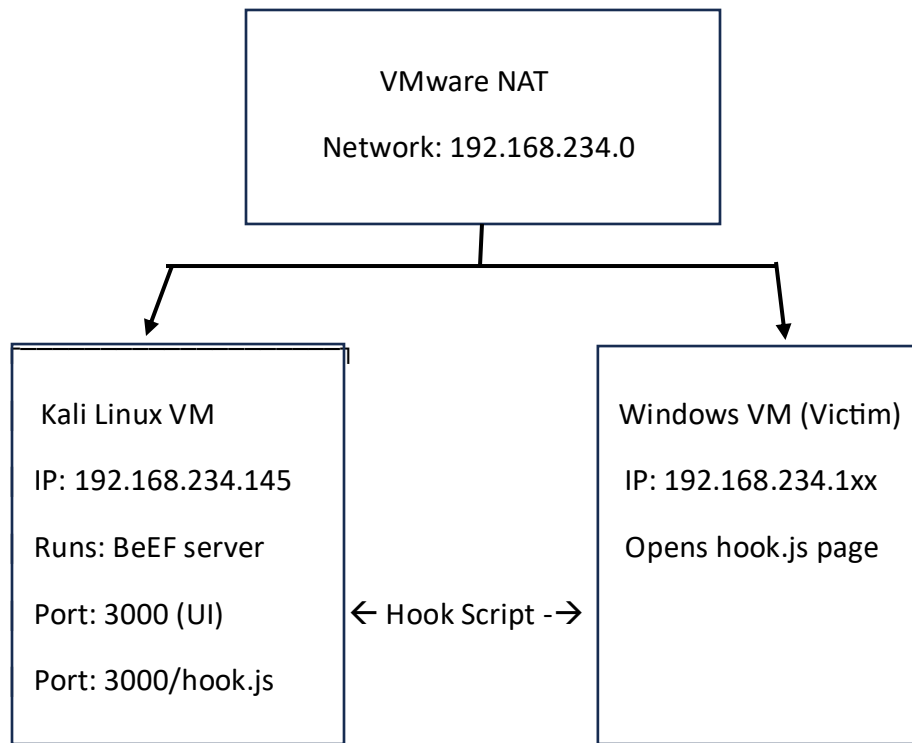 VMware NAT
Network: 192.168.234.0
Kali Linux VM
IP: 192.168.234.145
Runs: BeEF server
Port: 3000 (UI)
Port: 3000/hook.js
← Hook Script -→
Windows VM (Victim)
IP: 192.168.234.1xx
Opens hook.js page